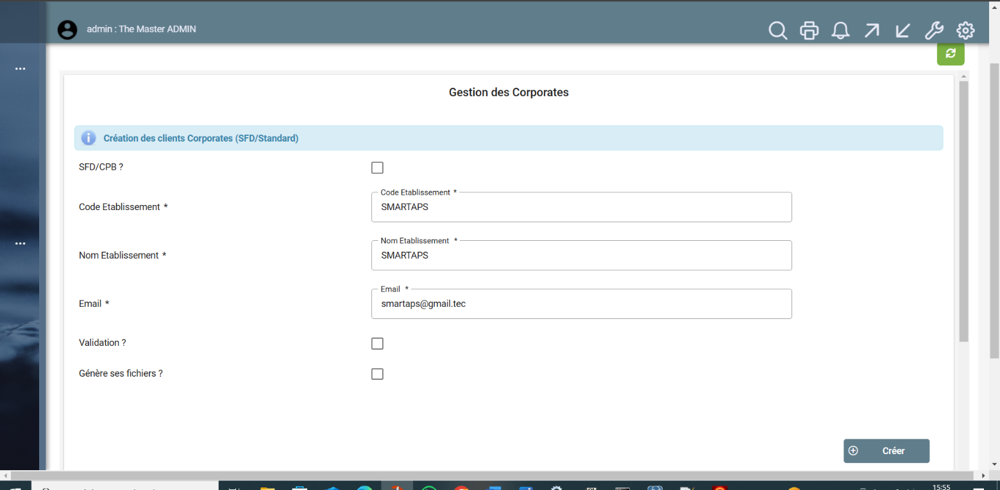 admin : The Master ADMIN
...
Gestion des Corporates
Création des clients Corporates (SFD/Standard)
SFD/CPB ?
Code Etablissement *
Code Etablissement *
SMARTAPS
Nom Etablissement *
Nom Etablissement *
SMARTAPS
Email *
Email *
smartaps@gmail.tec
...
Validation ?
Génère ses fichiers ?
Créer
15:55